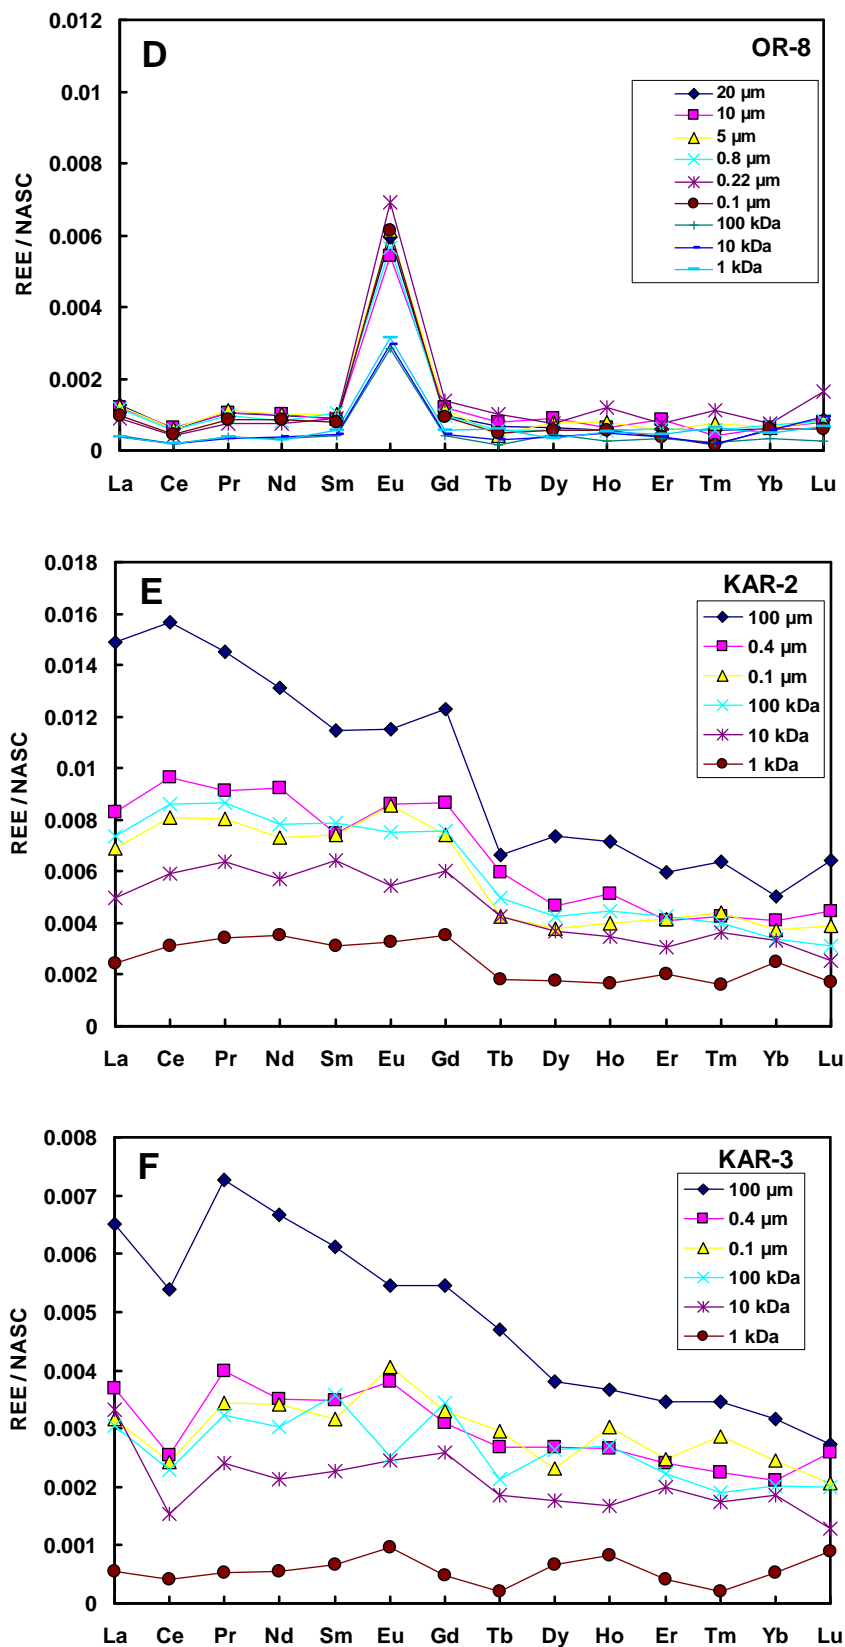 0.012
D
OR-8
0.01
0.008
0.006
0.004
0.002
0
REE / NASC
20 µm
10 µm
5 µm
0.8 µm
0.22 µm
0.1 µm
100 kDa
10 kDa
1 kDa
La Ce Pr Nd Sm Eu Gd Tb Dy Ho Er Tm Yb Lu
0.018
E
KAR-2
0.016
0.014
0.012
0.01
0.008
0.006
0.004
0.002
0
REE / NASC
100 µm
0.4 µm
0.1 µm
100 kDa
10 kDa
1 kDa
La Ce Pr Nd Sm Eu Gd Tb Dy Ho Er Tm Yb Lu
0.008
F
KAR-3
0.007
0.006
0.005
0.004
0.003
0.002
0.001
0
REE / NASC
100 µm
0.4 µm
0.1 µm
100 kDa
10 kDa
1 kDa
La Ce Pr Nd Sm Eu Gd Tb Dy Ho Er Tm Yb Lu